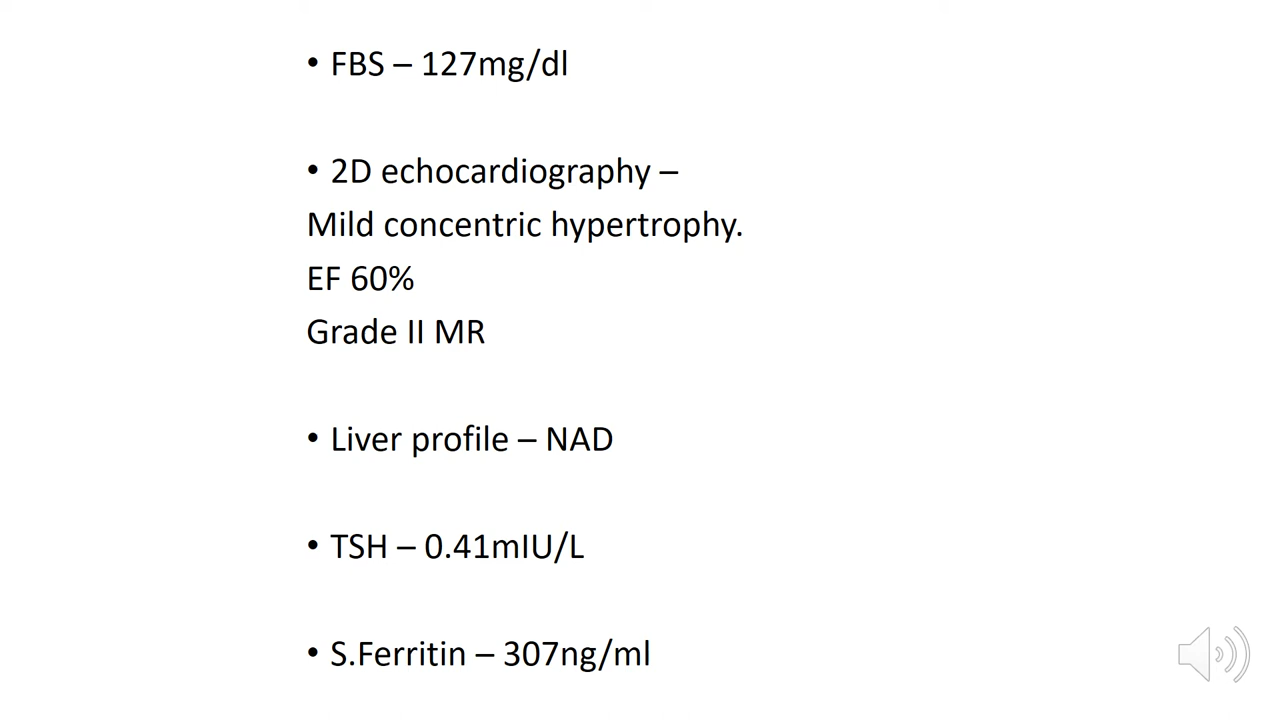 • FBS – 127mg/dl
• 2D echocardiography –
Mild concentric hypertrophy.
EF 60%
Grade II MR
• Liver profile – NAD
• TSH – 0.41mIU/L
• S.Ferritin – 307ng/ml